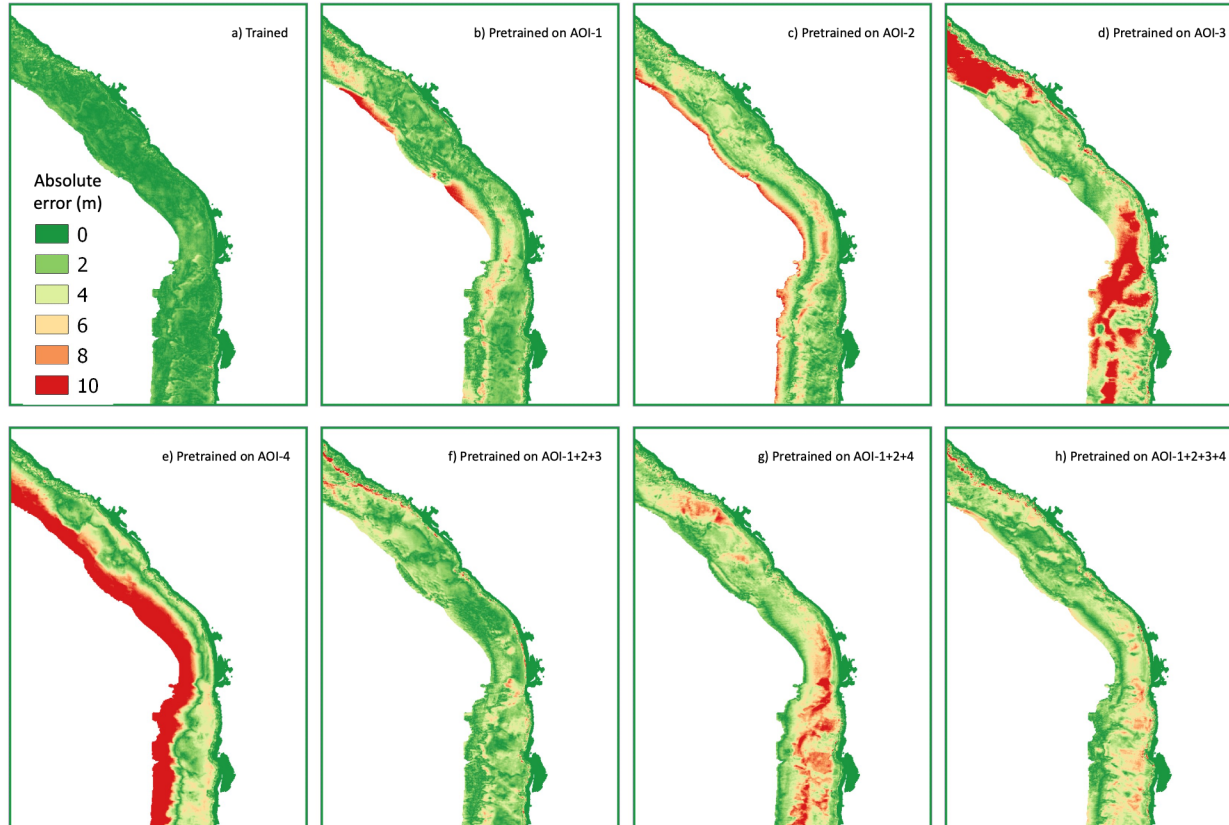 a) Trained
b) Pretrained on AOI-1
c) Pretrained on AOI-2
d) Pretrained on AOI-3
Absolute
error (m)
0
2
4
6
8
10
e) Pretrained on AOI-4
f) Pretrained on AOI-1+2+3
g) Pretrained on AOI-1+2+4
h) Pretrained on AOI-1+2+3+4